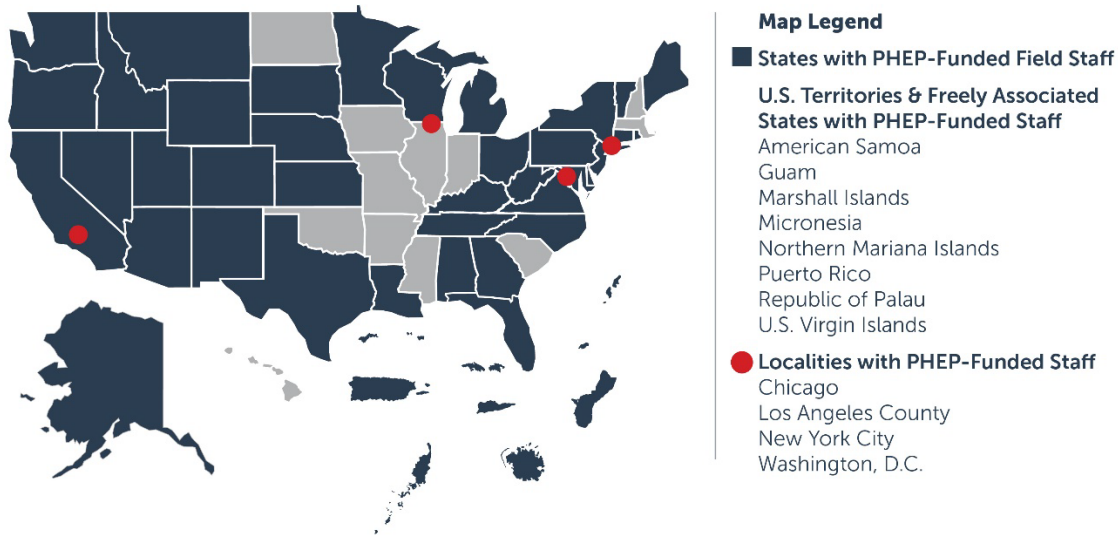 Map Legend
States with PHEP-Funded Field Staff
U.S. Territories & Freely Associated
States with PHEP-Funded Staff
American Samoa
Guam
Marshall Islands
Micronesia
Northern Mariana Islands
Puerto Rico
Republic of Palau
U.S. Virgin Islands
Localities with PHEP-Funded Staff
Chicago
Los Angeles County
New York City
Washington, D.C.